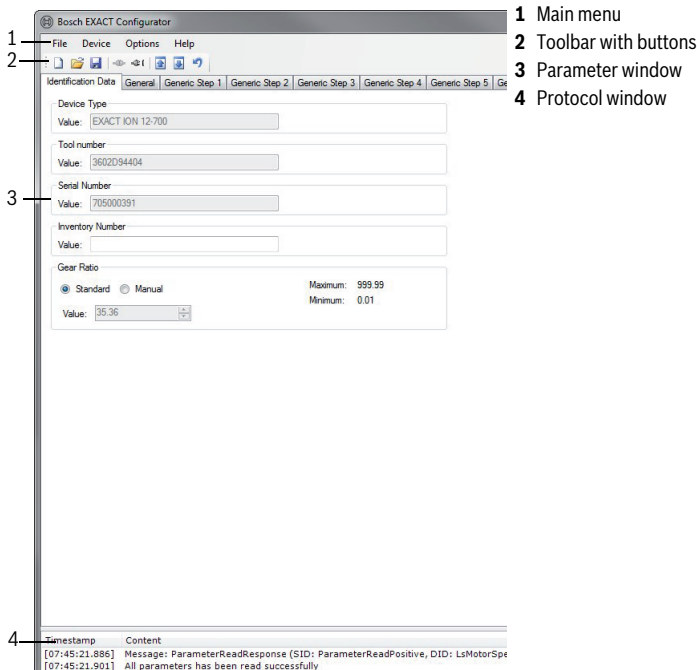 Bosch EXACT Configurator
1 Main menu
2 Toolbar with buttons
3 Parameter window
4 Protocol window
1
File Device Options Help
2
Identification Data General Generic Step 1 Generic Step 2 Generic Step 3 Generic Step 4 Generic Step 5 Ge
Device Type
Value: EXACT ION 12-700
Tool number
Value: 3602D94404
Serial Number
3
Value: 705000391
Inventory Number
Value:
Gear Ratio
Standard Manual
Maximum: 999.99
Minimum: 0.01
Value: 35.36
4
Timestamp Content
[07:45:21.886] Message: ParameterReadResponse (SID: ParameterReadPositive, DID: LsMotorSpe
[07:45:21.901] All parameters has been read successfully